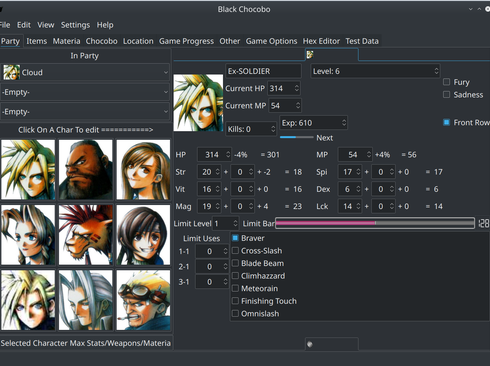 Black Chocobo
File Edit View Settings Help
Party Items Materia Chocobo Location Game Progress Other Game Options Hex Editor Test Data
In Party
Cloud
-Empty-
-Empty-
Click On A Char To edit ============>
Ex-SOLDIER Level: 6
Current HP 314
Current MP 54
Kills: 0 Exp: 610
Next
Fury
Sadness
Front Row
HP 314 -4% = 301 MP 54 +4% = 56
Str 20 + 0 + -2 = 18 Spi 17 + 0 + 0 = 17
Vit 16 + 0 + 0 = 16 Dex 6 + 0 + 0 = 6
Mag 19 + 0 + 4 = 23 Lck 14 + 0 + 0 = 14
Limit Level 1 Limit Bar 128
Limit Uses
1-1 0
2-1 0
3-1 0
Braver
Cross-Slash
Blade Beam
Climhazzard
Meteorain
Finishing Touch
Omnislash
Selected Character Max Stats/Weapons/Materia